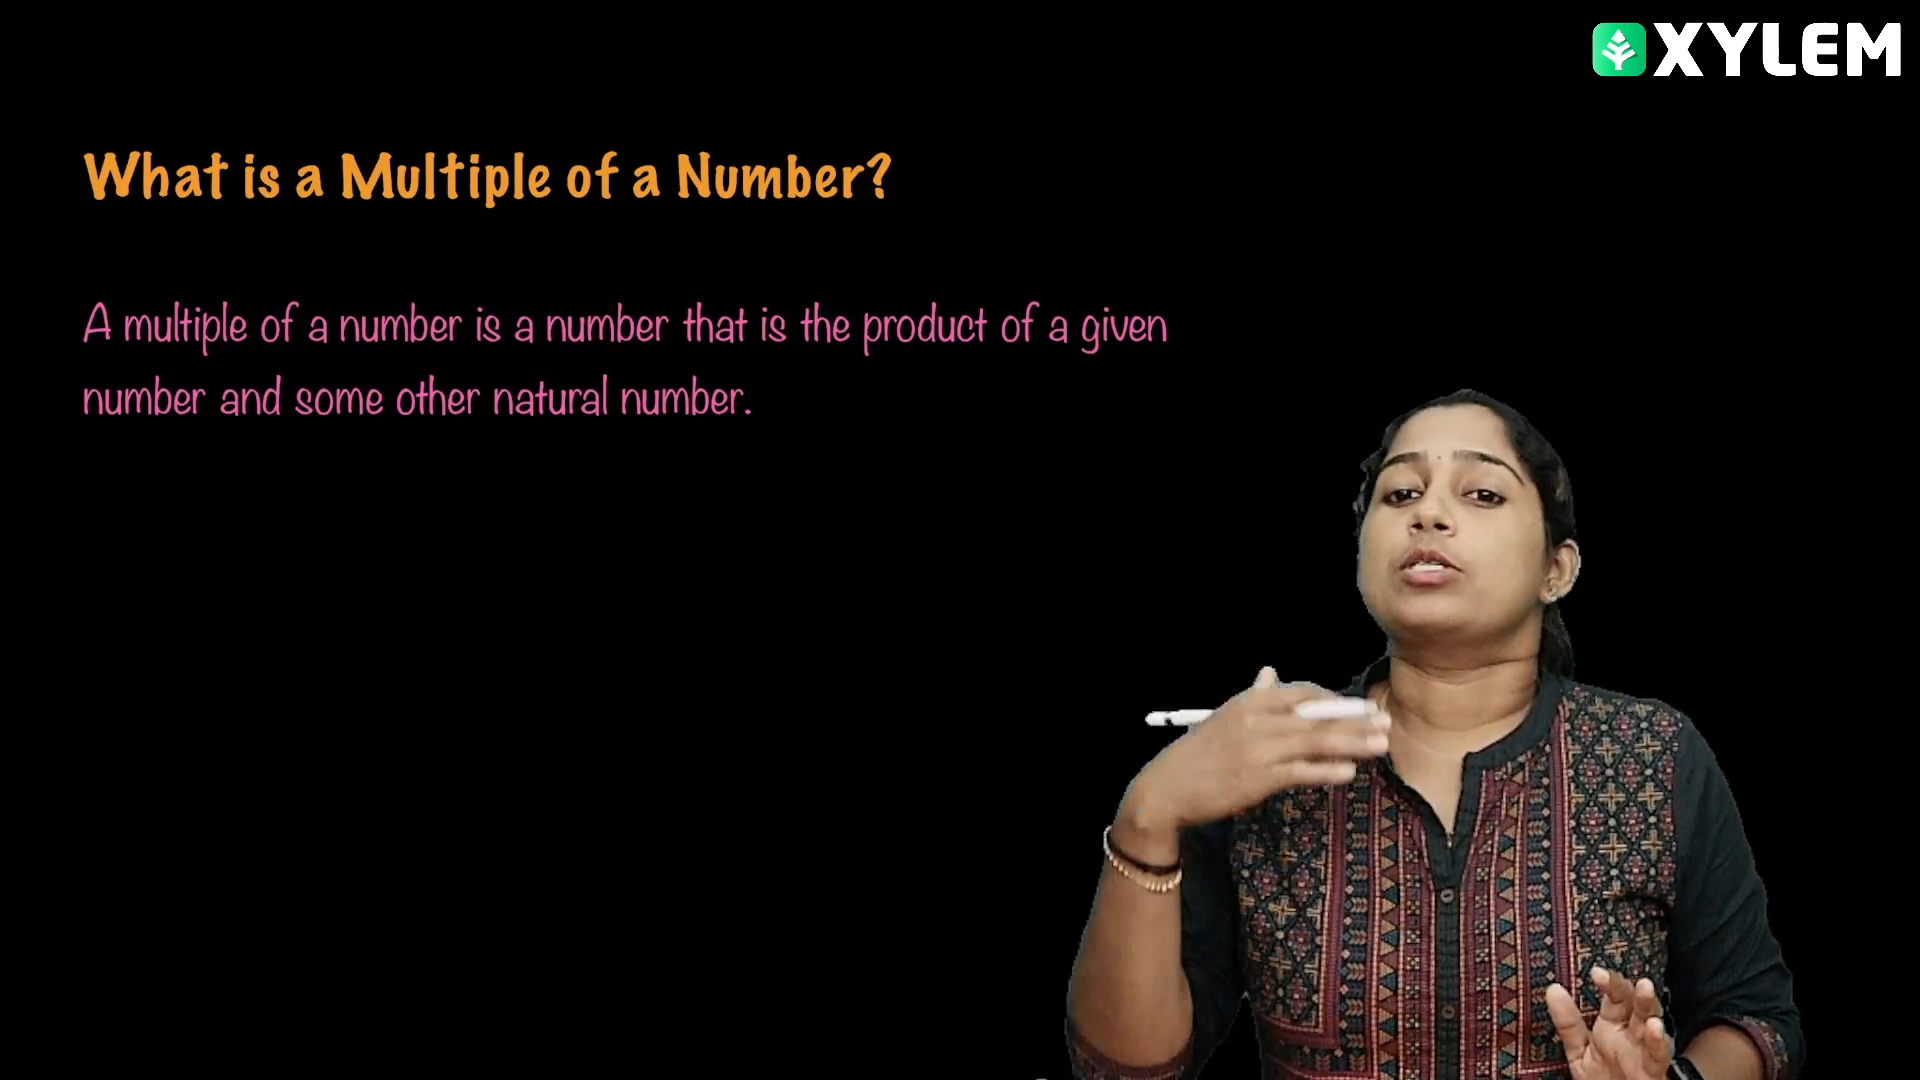 XYLEM
What is a Multiple of a Number?
A multiple of a number is a number that is the product of a given
number and some other natural number.